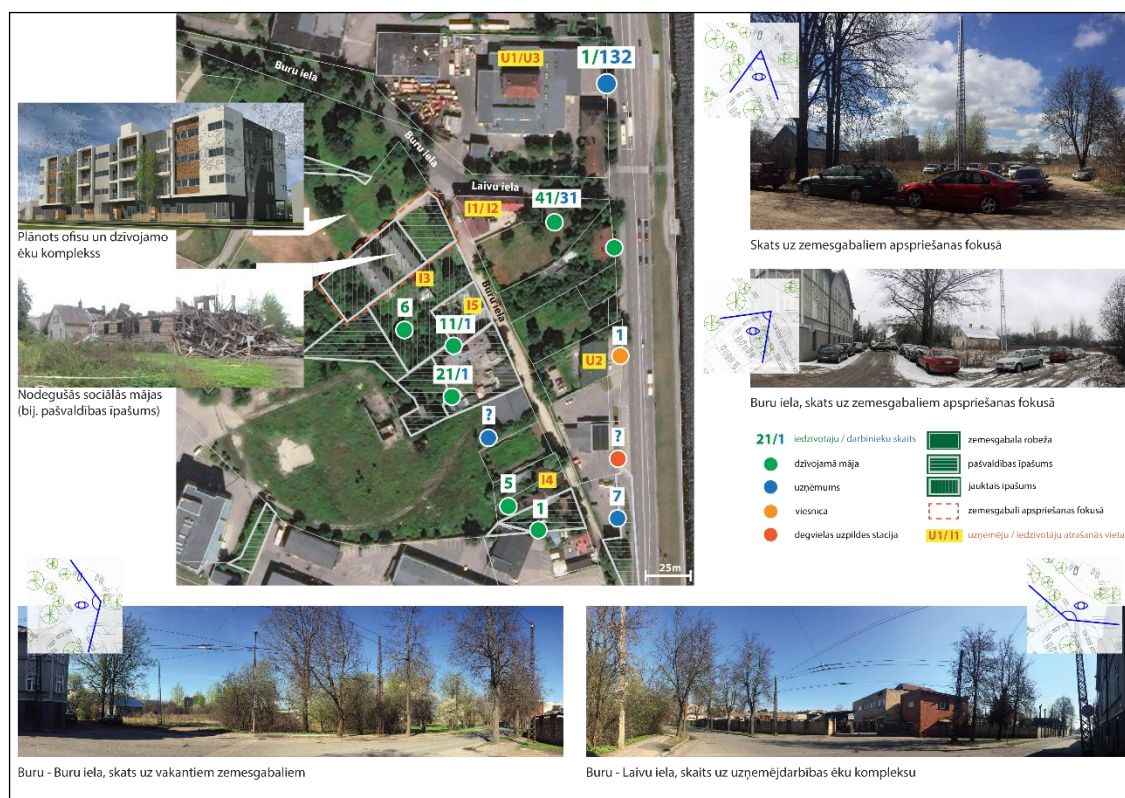 Buru iela
U1/U3
1/132
Buru iela
Laivu iela
41/31
I1/I2
Plānots ofisu un dzīvojamo
ēku komplekss
Skats uz zemesgabaliem apspriešanas fokusā
I3
I5
Buru iela
6
11/1
1
U2
21/1
Nodegušās sociālās mājas
(bij. pašvaldības īpašums)
Buru iela, skats uz zemesgabaliem apspriešanas fokusā
?
?
I4
5
1
7
25m
21/1 iedzīvotāju / darbinieku skaits
dzīvojamā māja
uzņēmums
viesnīca
degvielas uzpildes stacija
zemesgabala robeža
pašvaldības īpašums
jauktais īpašums
zemesgabali apspriešanas fokusā
U1/I1 uzņēmēju / iedzīvotāju atrašanās vieta
Buru - Buru iela, skats uz vakantiem zemesgabaliem
Buru - Laivu iela, skaits uz uzņemējdarbības ēku kompleksu